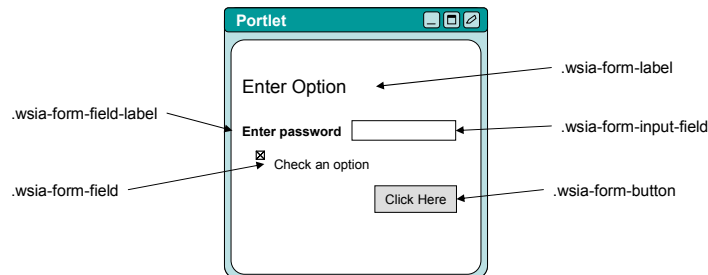 Portlet
Enter Option
.wsia-form-label
.wsia-form-field-label
Enter password
.wsia-form-input-field
Check an option
.wsia-form-field
Click Here
.wsia-form-button